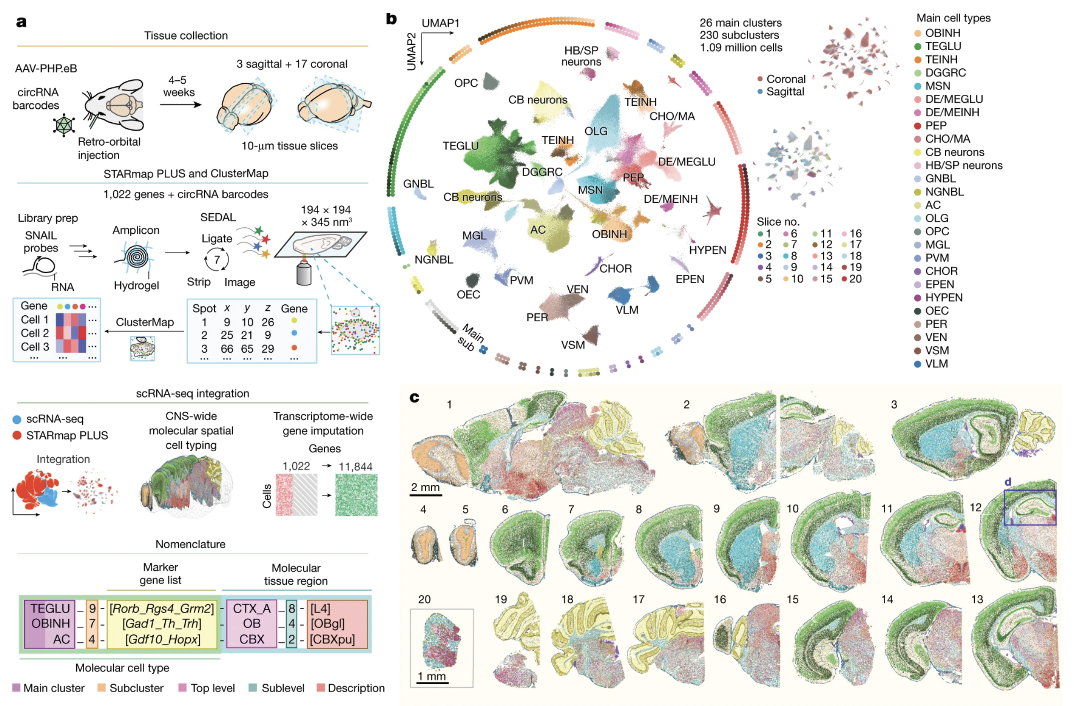 a
Tissue collection
AAV-PHP.eB
circRNA
barcodes
4–5
weeks
3 sagittal + 17 coronal
Retro-orbital
injection
10-μm tissue slices
STARmap PLUS and ClusterMap
1,022 genes + circRNA barcodes
Library prep
SNAIL
probes
RNA
Amplicon
Hydrogel
SEDAL
Ligate
7
Strip
Image
194 × 194
× 345 nm³
Gene
Cell 1
Cell 2
Cell 3
...
ClusterMap
Spot x y z Gene
1 9 10 26
2 25 21 9
3 66 65 29
... ... ... ... ...
scRNA-seq integration
scRNA-seq
STARmap PLUS
Integration
CNS-wide
molecular spatial
cell typing
Transcriptome-wide
gene imputation
Genes
1,022 → 11,844
Cells
Nomenclature
Marker
gene list
Molecular
tissue region
TEGLU _ 9 - [Rorb_Rgs4_Grm2] - CTX_A _ 8 - [L4]
OBINH _ 7 - [Gad1_Th_Trh] - OB _ 4 - [OBgl]
AC _ 4 - [Gdf10_Hopx] - CBX _ 2 - [CBXpu]
Molecular cell type
Main cluster
Subcluster
Top level
Sublevel
Description
b
UMAP1
UMAP2
26 main clusters
230 subclusters
1.09 million cells
Coronal
Sagittal
HB/SP
neurons
OPC
CB neurons
TEINH
CHO/MA
OLG
TEGLU
TEINH
DE/MEGLU
DGGRC
PEP
GNBL
MSN
CB neurons
DE/MEINH
AC
OBINH
MGL
HYPEN
NGNBL
CHOR
EPEN
PVM
OEC
VEN
PER
VLM
VSM
Main
sub
Slice no.
1 6 11 16
2 7 12 17
3 8 13 18
4 9 14 19
5 10 15 20
Main cell types
OBINH
TEGLU
TEINH
DGGRC
MSN
DE/MEGLU
DE/MEINH
PEP
CHO/MA
CB neurons
HB/SP neurons
GNBL
NGNBL
AC
OLG
OPC
MGL
PVM
CHOR
EPEN
HYPEN
OEC
PER
VEN
VSM
VLM
c
1
2
3
2 mm
d
4
5
6
7
8
9
10
11
12
20
19
18
17
16
15
14
13
1 mm